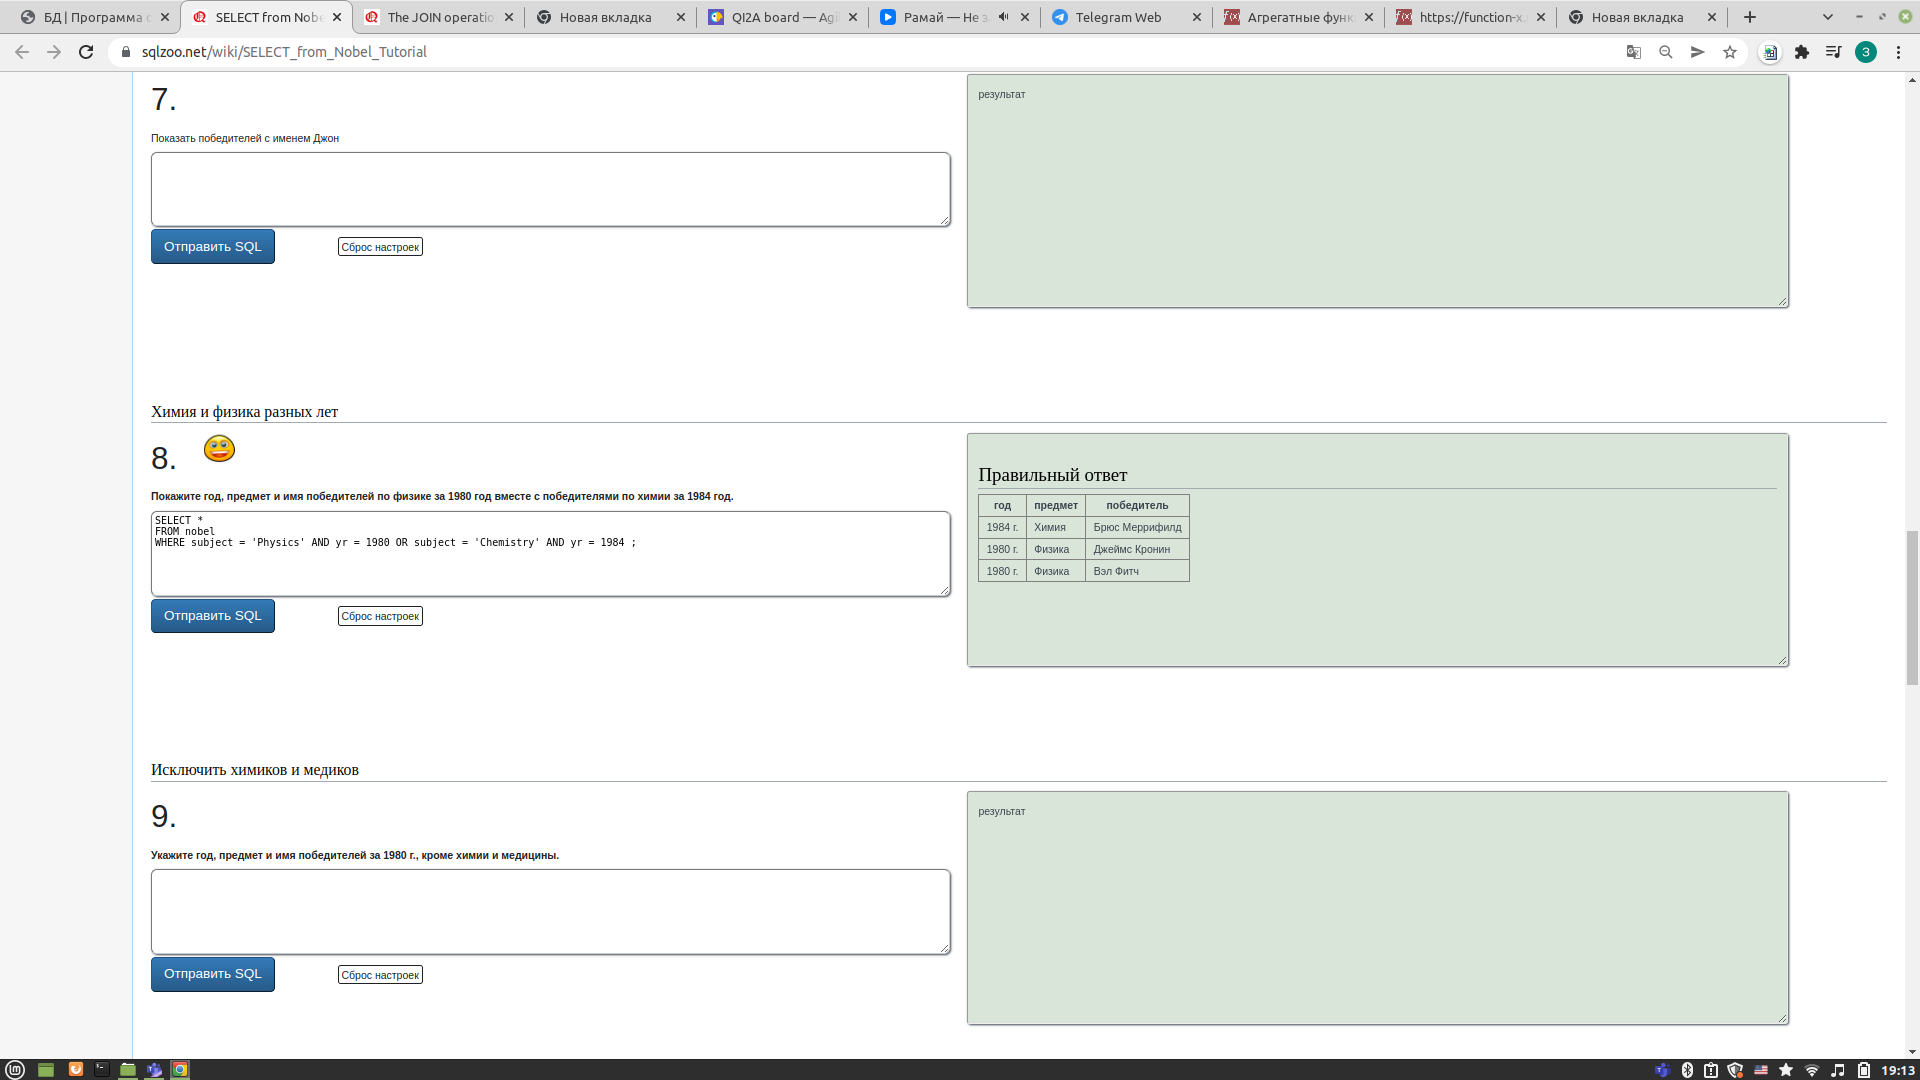 БД | Программа с
SELECT from Nobe
The JOIN operatio
Новая вкладка
QI2A board — Agil
Рамай — Не з
Telegram Web
Агрегатные функ
https://function-x.
Новая вкладка
sqlzoo.net/wiki/SELECT_from_Nobel_Tutorial
З
7.
Показать победителей с именем Джон
Отправить SQL
Сброс настроек
результат
Химия и физика разных лет
8.
Покажите год, предмет и имя победителей по физике за 1980 год вместе с победителями по химии за 1984 год.
SELECT *
FROM nobel
WHERE subject = 'Physics' AND yr = 1980 OR subject = 'Chemistry' AND yr = 1984 ;
Отправить SQL
Сброс настроек
Правильный ответ
год предмет победитель
1984 г. Химия Брюс Меррифилд
1980 г. Физика Джеймс Кронин
1980 г. Физика Вэл Фитч
Исключить химиков и медиков
9.
Укажите год, предмет и имя победителей за 1980 г., кроме химии и медицины.
Отправить SQL
Сброс настроек
результат
19:13